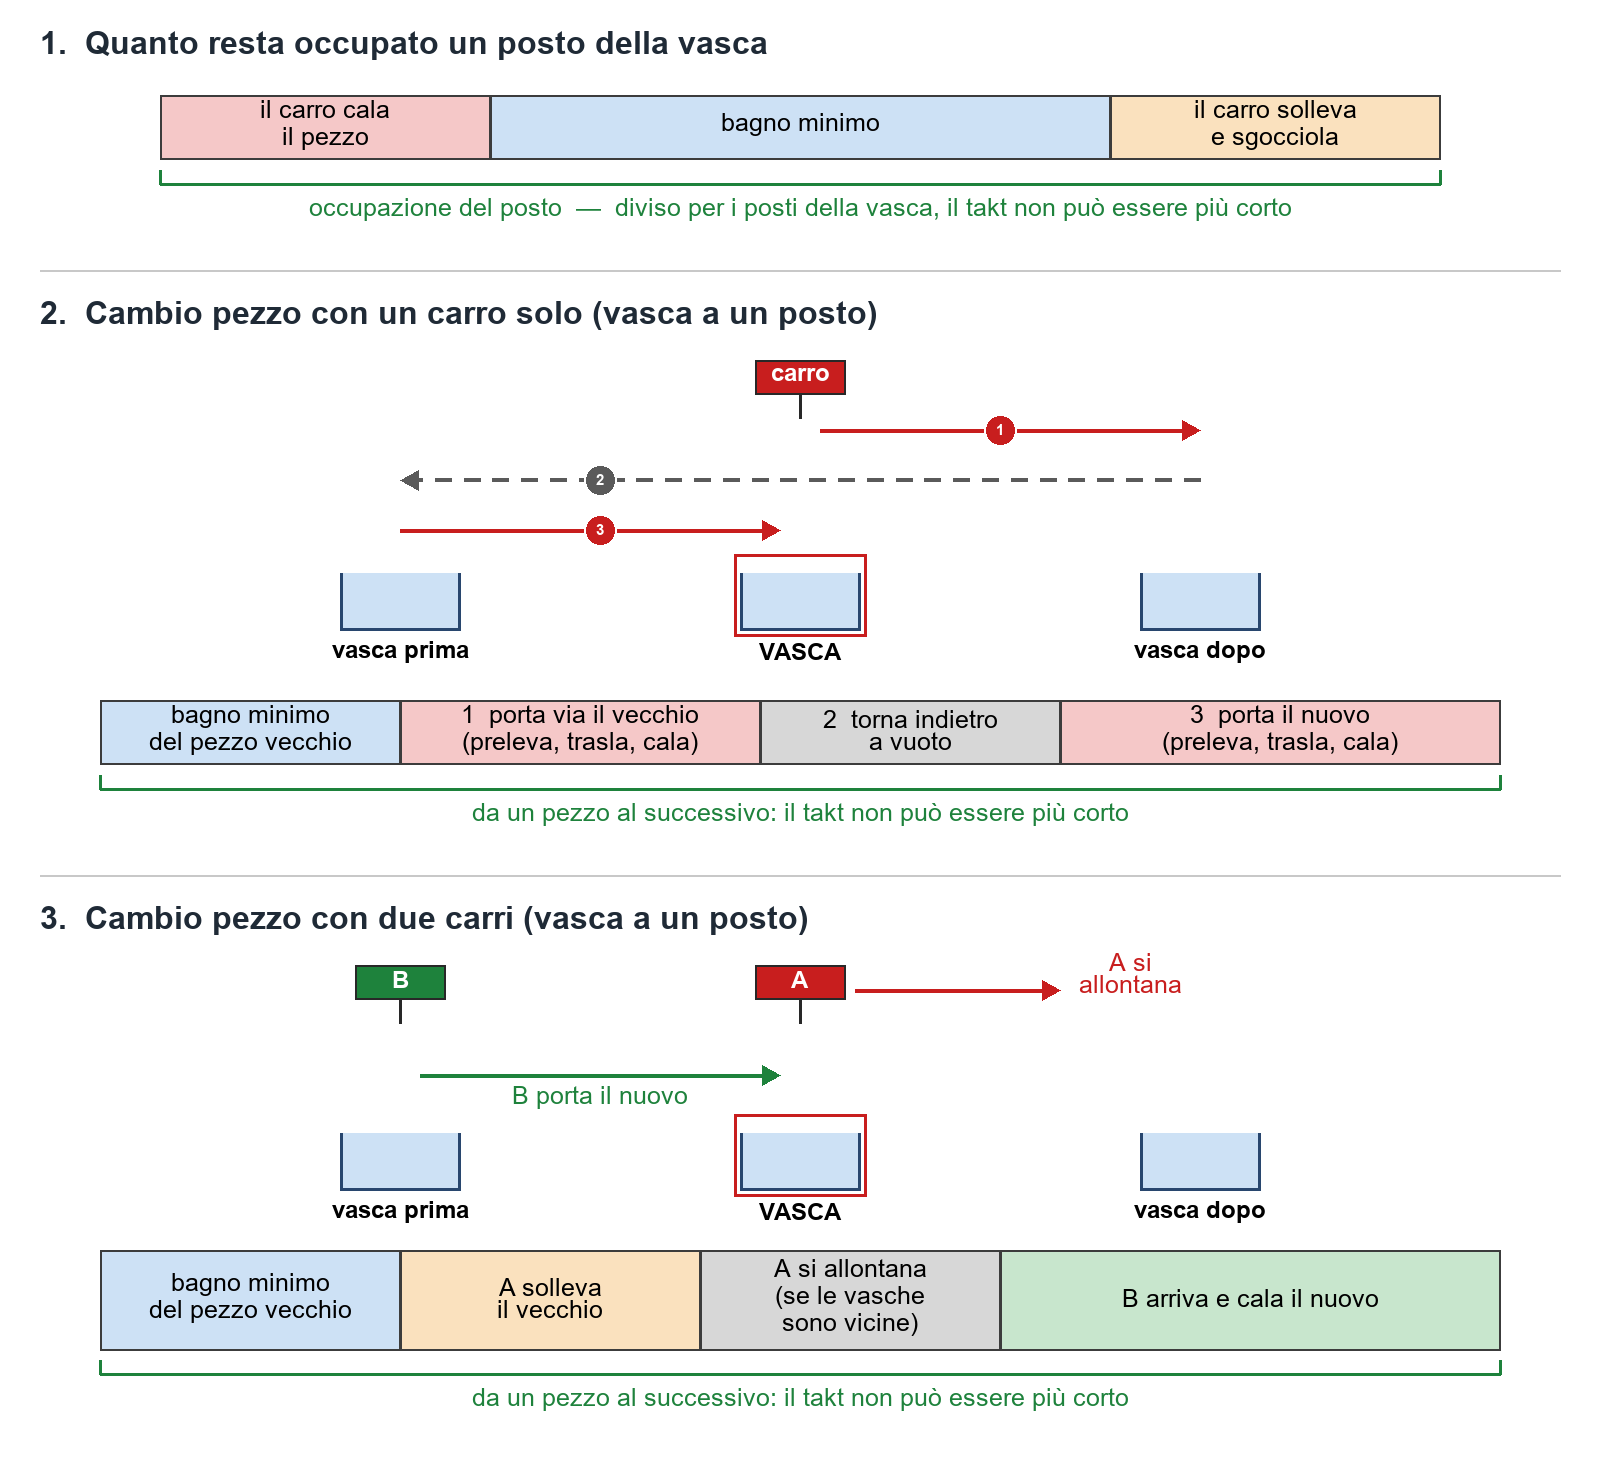 1. Quanto resta occupato un posto della vasca
il carro cala
il pezzo
bagno minimo
il carro solleva
e sgocciola
occupazione del posto — diviso per i posti della vasca, il takt non può essere più corto
2. Cambio pezzo con un carro solo (vasca a un posto)
carro
1
2
3
vasca prima
VASCA
vasca dopo
bagno minimo
del pezzo vecchio
1 porta via il vecchio
(preleva, trasla, cala)
2 torna indietro
a vuoto
3 porta il nuovo
(preleva, trasla, cala)
da un pezzo al successivo: il takt non può essere più corto
3. Cambio pezzo con due carri (vasca a un posto)
B
A
A si
allontana
B porta il nuovo
vasca prima
VASCA
vasca dopo
bagno minimo
del pezzo vecchio
A solleva
il vecchio
A si allontana
(se le vasche
sono vicine)
B arriva e cala il nuovo
da un pezzo al successivo: il takt non può essere più corto